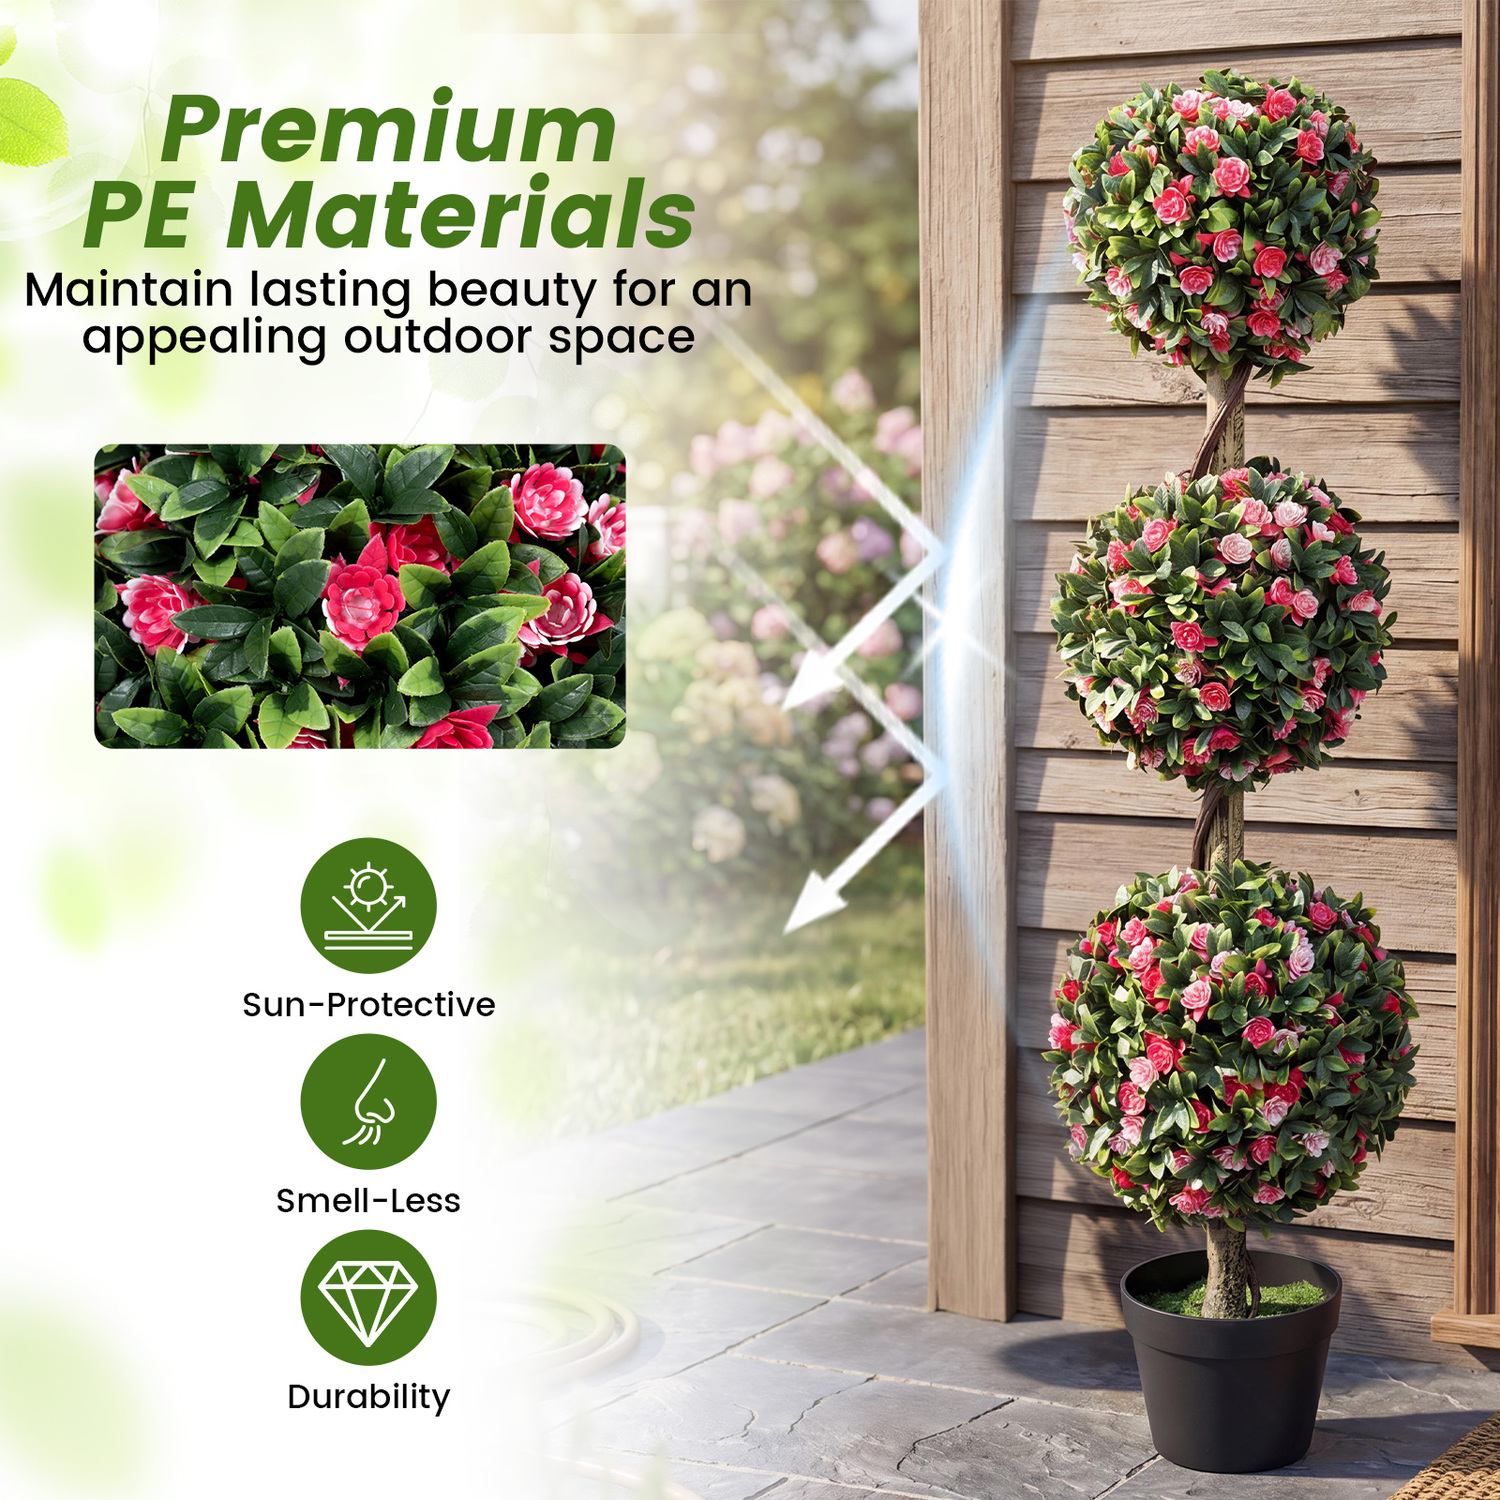 Premium
PE Materials
Maintain lasting beauty for an
appealing outdoor space
Sun-Protective
Smell-Less
Durability